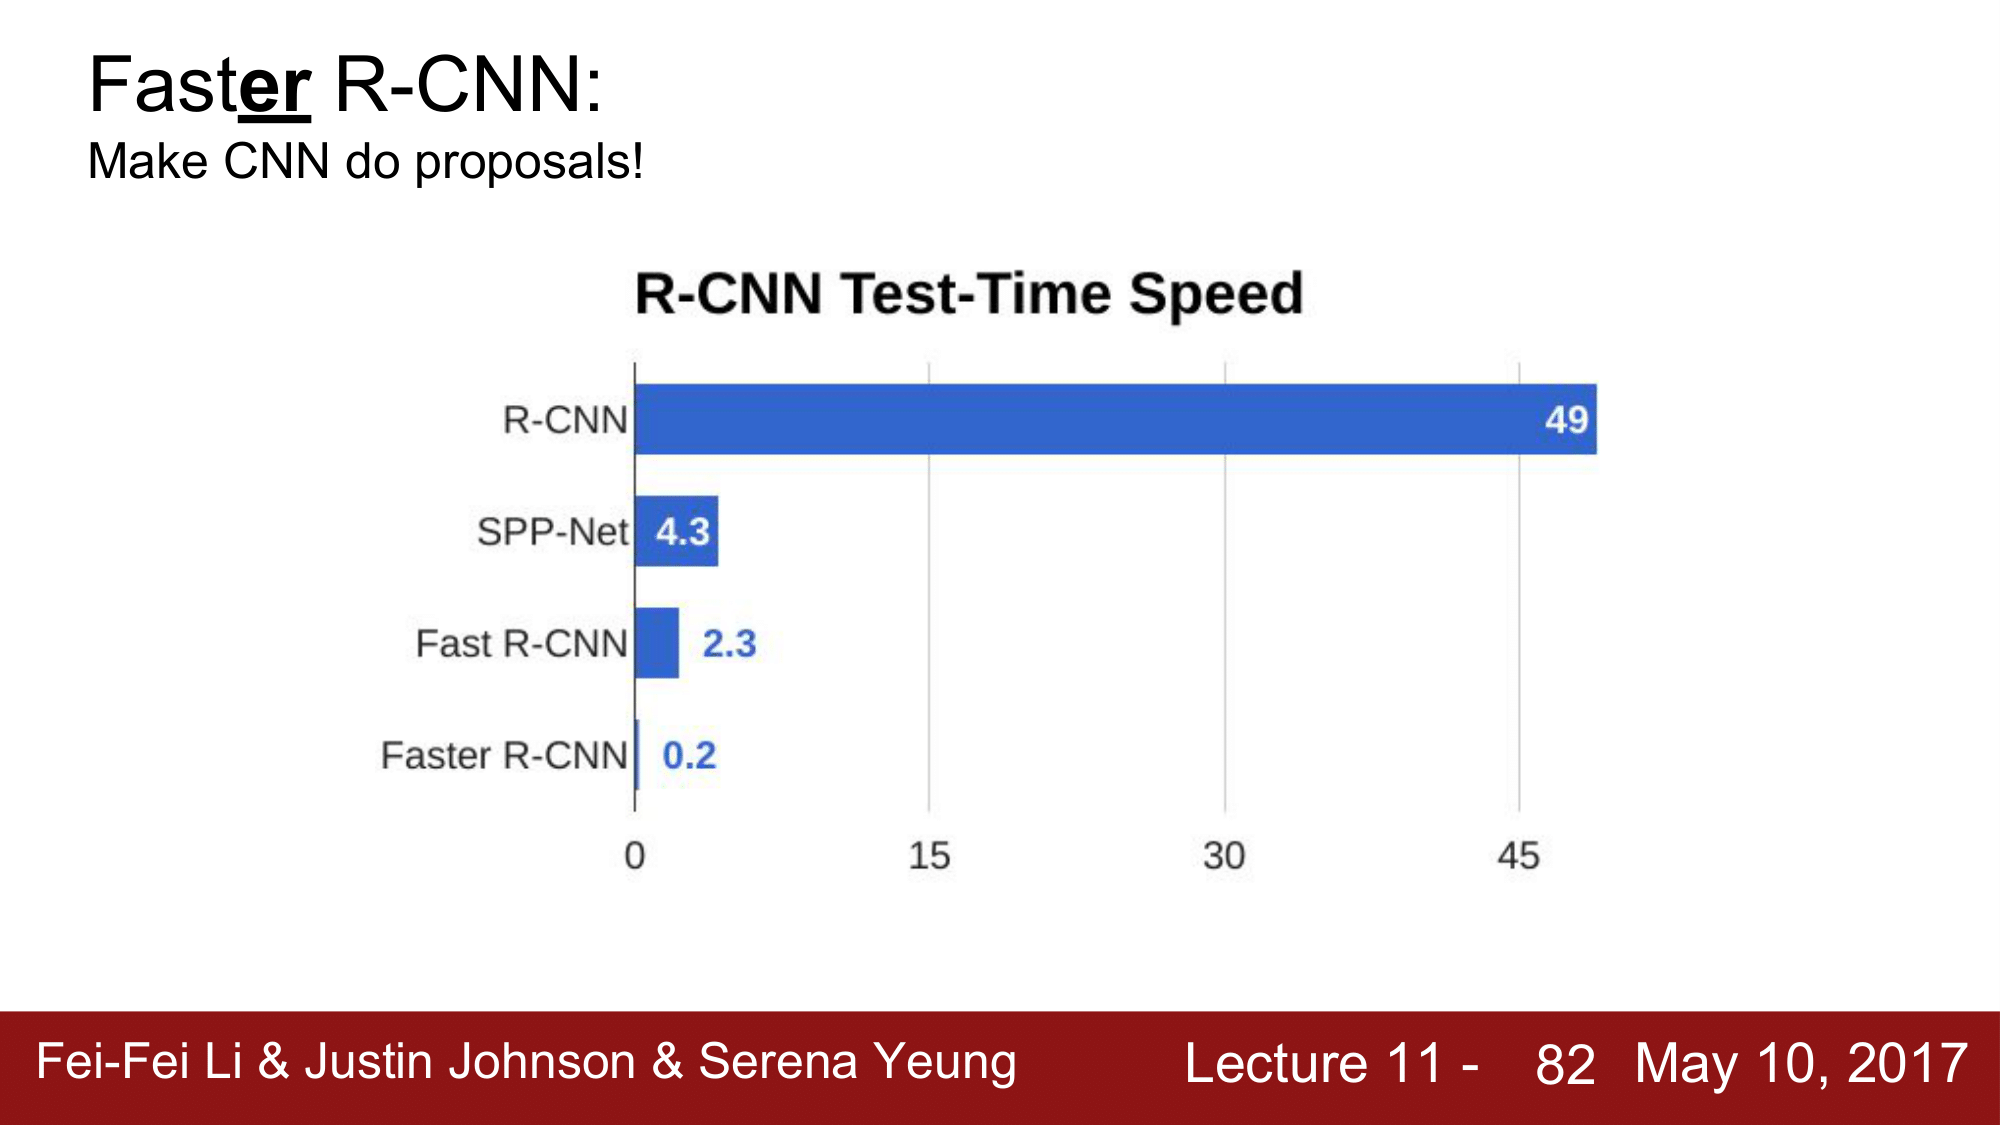 Faster R-CNN:
Make CNN do proposals!
R-CNN Test-Time Speed
R-CNN 49
SPP-Net 4.3
Fast R-CNN 2.3
Faster R-CNN 0.2
0 15 30 45
Fei-Fei Li & Justin Johnson & Serena Yeung Lecture 11 - 82 May 10, 2017